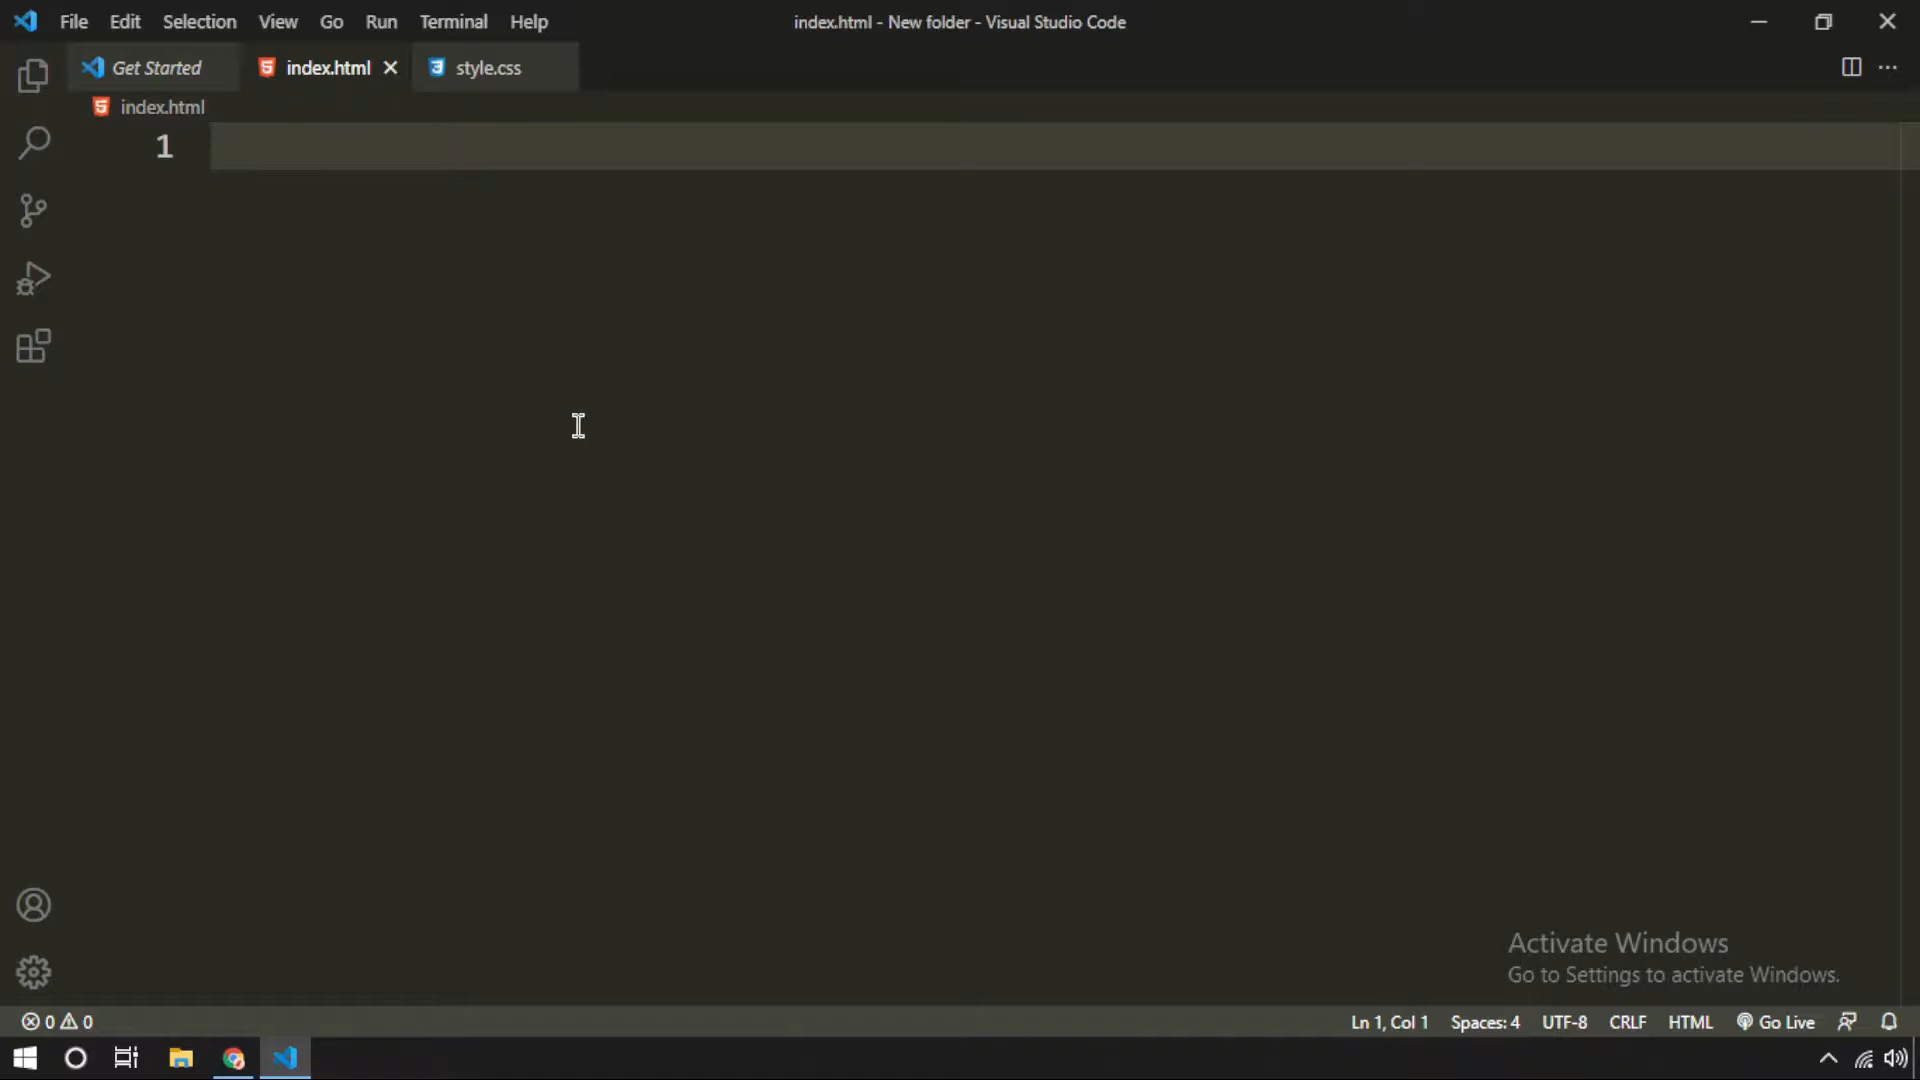 File Edit Selection View Go Run Terminal Help
index.html - New folder - Visual Studio Code
Get Started
index.html
style.css
index.html
1
Activate Windows
Go to Settings to activate Windows.
0 0
Ln 1, Col 1 Spaces: 4 UTF-8 CRLF HTML Go Live